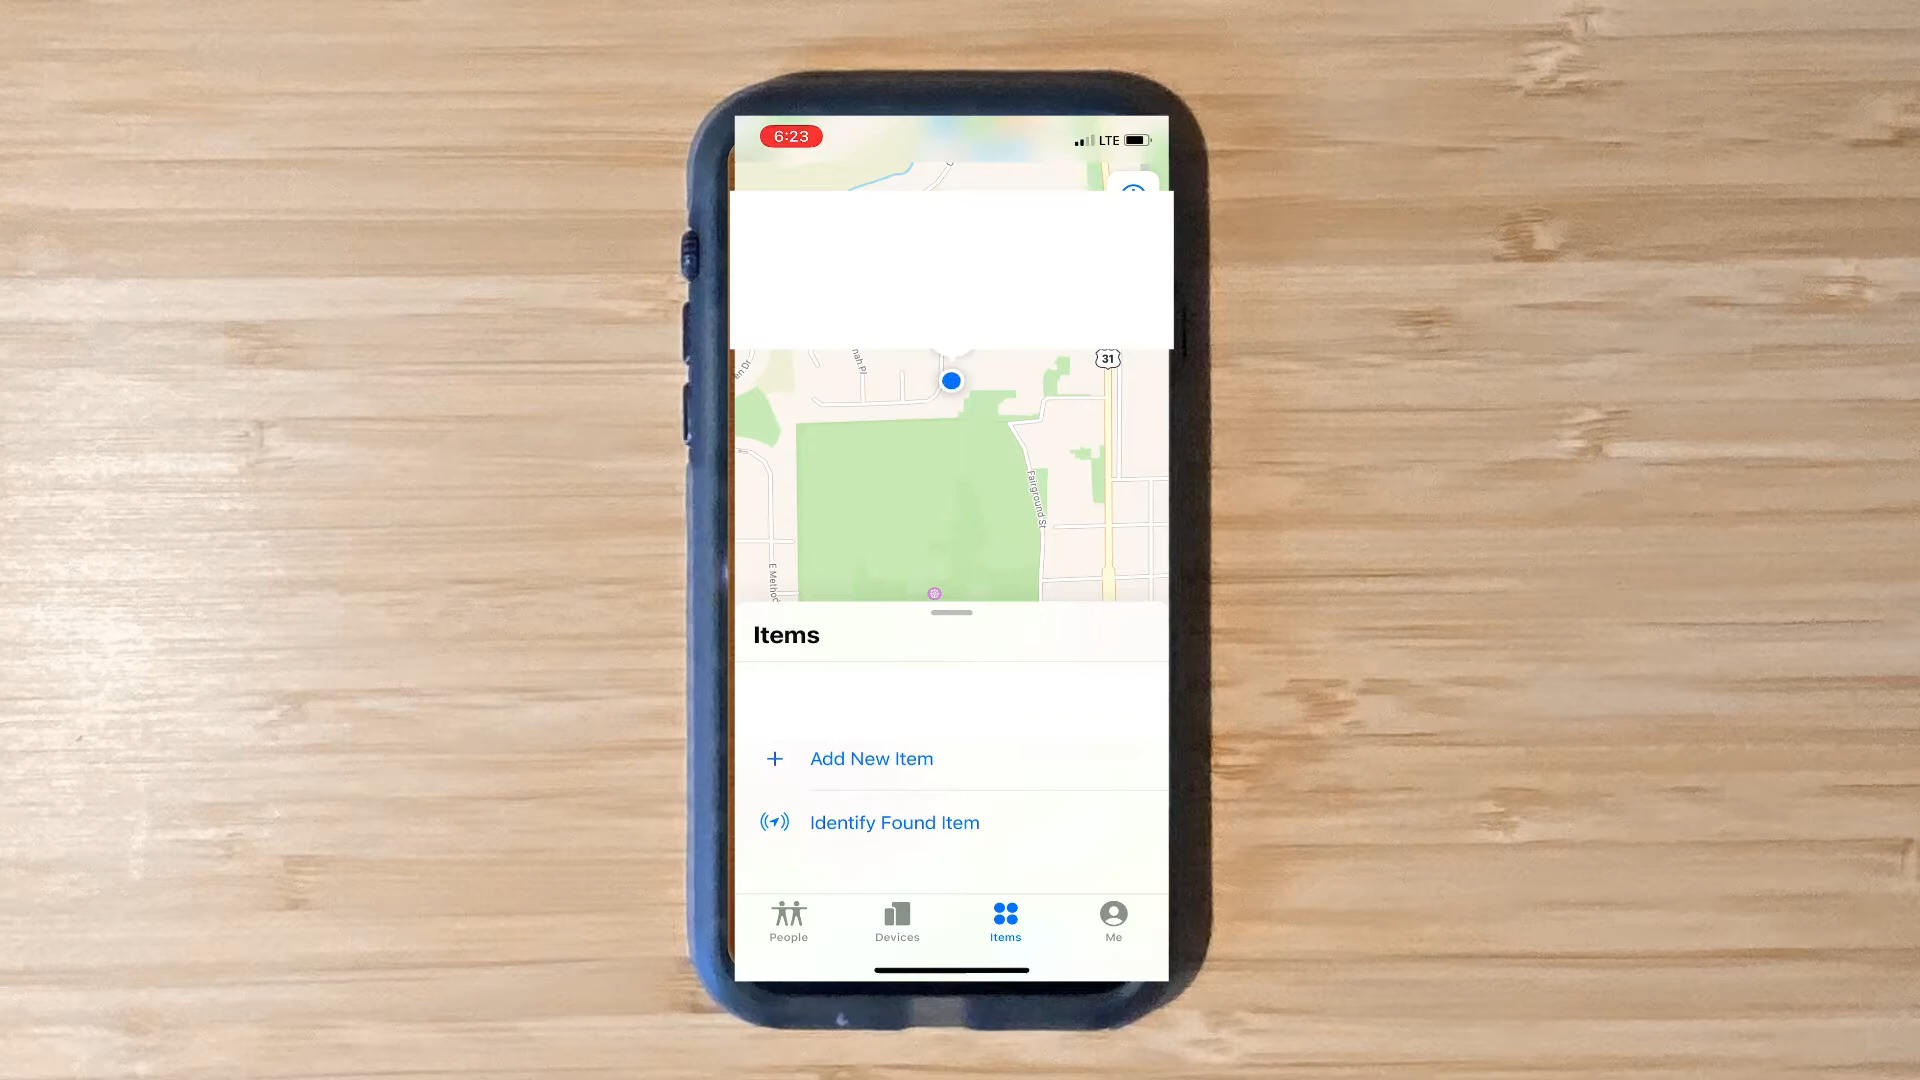 6:23
LTE
31
Fairground St
Items
Add New Item
Identify Found Item
People
Devices
Items
Me